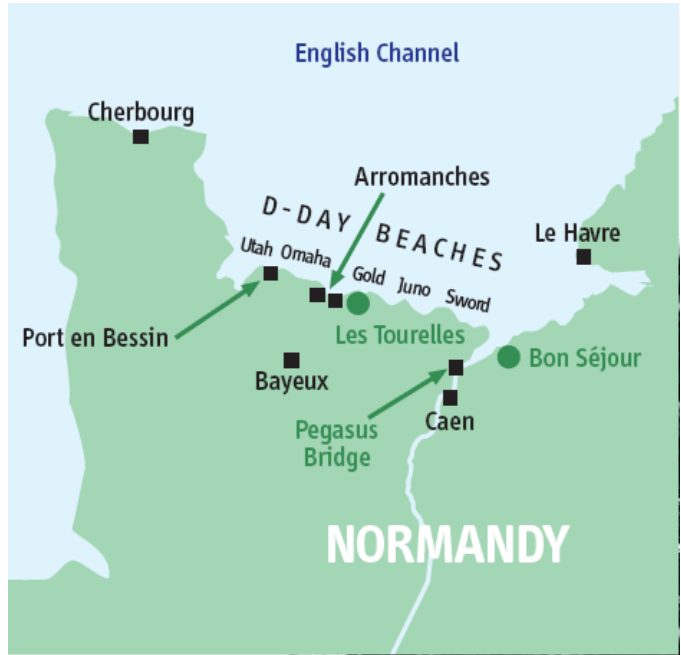 English Channel
Cherbourg
Arromanches
D-DAY BEACHES
Le Havre
Utah Omaha Gold Juno Sword
Port en Bessin
Les Tourelles
Bon Séjour
Bayeux
Caen
Pegasus
Bridge
NORMANDY